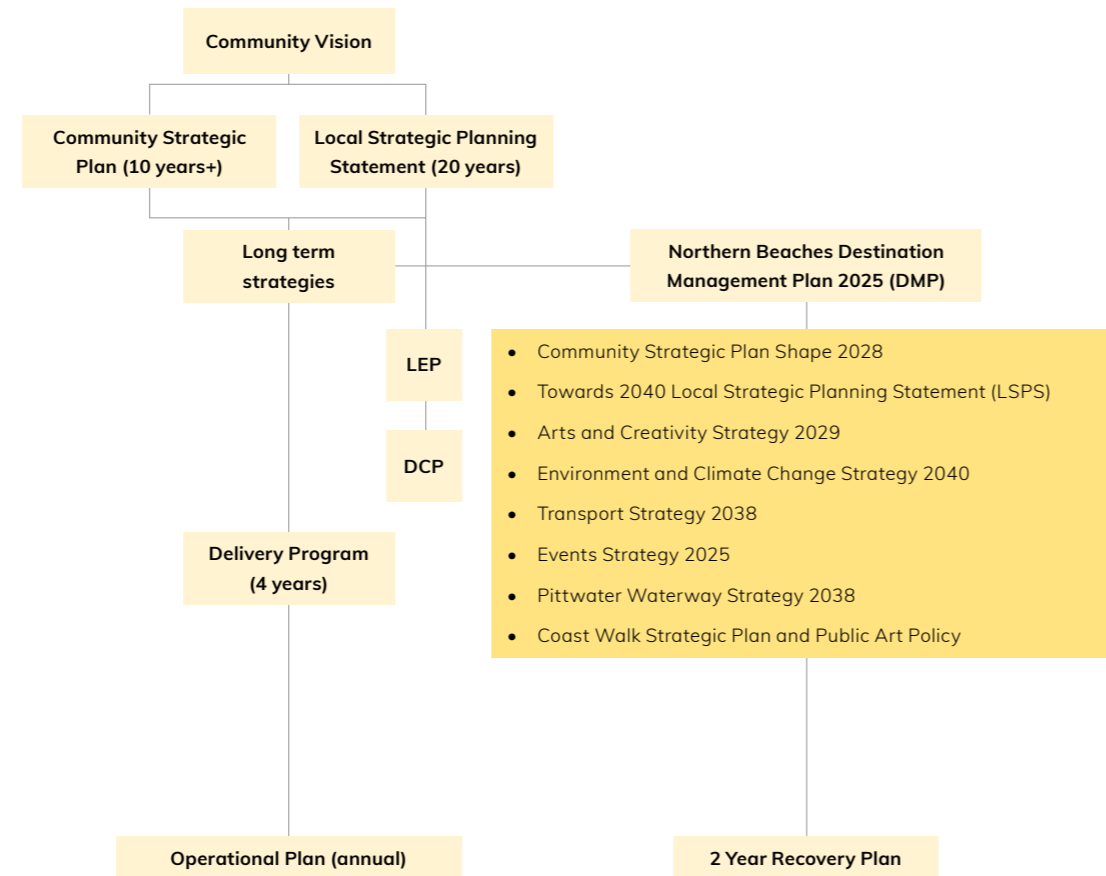 Community Vision
Community Strategic
Plan (10 years+)
Local Strategic Planning
Statement (20 years)
Long term
strategies
Northern Beaches Destination
Management Plan 2025 (DMP)
LEP
DCP
• Community Strategic Plan Shape 2028
• Towards 2040 Local Strategic Planning Statement (LSPS)
• Arts and Creativity Strategy 2029
• Environment and Climate Change Strategy 2040
• Transport Strategy 2038
• Events Strategy 2025
• Pittwater Waterway Strategy 2038
• Coast Walk Strategic Plan and Public Art Policy
Delivery Program
(4 years)
Operational Plan (annual)
2 Year Recovery Plan